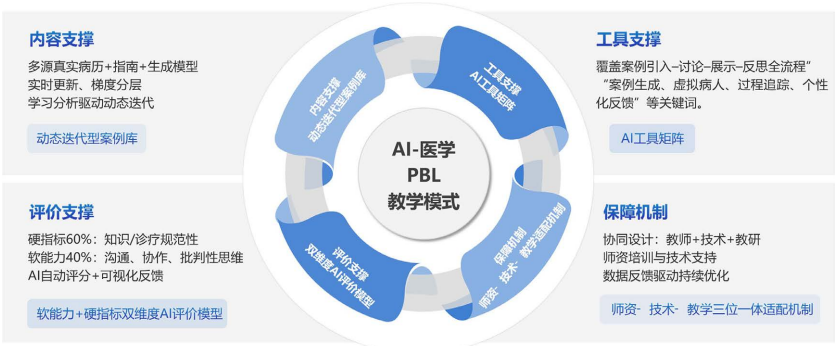 内容支撑
多源真实病历+指南+生成模型
实时更新、梯度分层
学习分析驱动动态迭代
动态迭代型案例库
工具支撑
覆盖案例引入–讨论–展示–反思全流程”
“案例生成、虚拟病人、过程追踪、个性
化反馈”等关键词。
AI工具矩阵
内容支撑
动态迭代型案例库
工具支撑
AI工具矩阵
AI-医学
PBL
教学模式
评价支撑
双维度AI评价模型
保障机制
师资- 技术- 教学适配机制
评价支撑
硬指标60%：知识/诊疗规范性
软能力40%：沟通、协作、批判性思维
AI自动评分+可视化反馈
软能力+硬指标双维度AI评价模型
保障机制
协同设计：教师+技术+教研
师资培训与技术支持
数据反馈驱动持续优化
师资- 技术- 教学三位一体适配机制